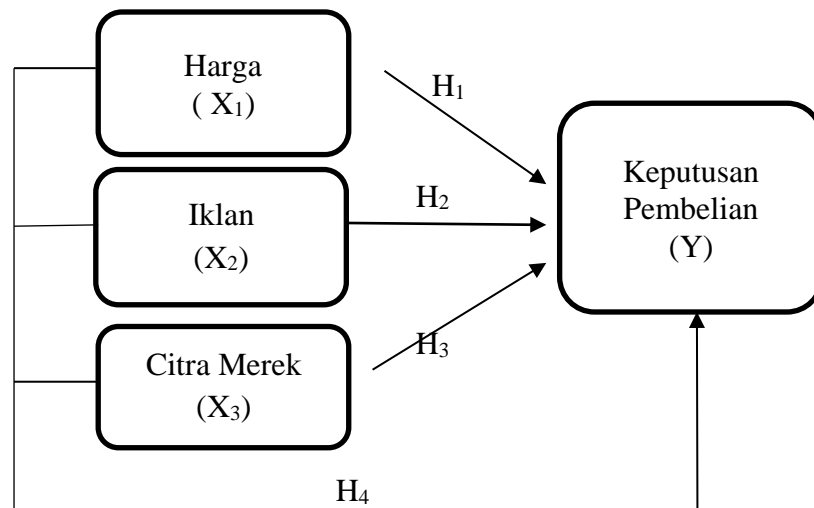 Harga
( X₁)
H₁
Iklan
(X₂)
H₂
Keputusan
Pembelian
(Y)
Citra Merek
(X₃)
H₃
H₄